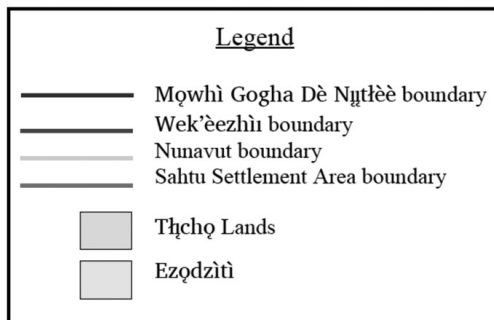 Legend
Mǫwhì Gogha Dè Nı̨ı̨tłèè boundary
Wek’èezhìı boundary
Nunavut boundary
Sahtu Settlement Area boundary
Tłı̨chǫ Lands
Ezǫdzìtì